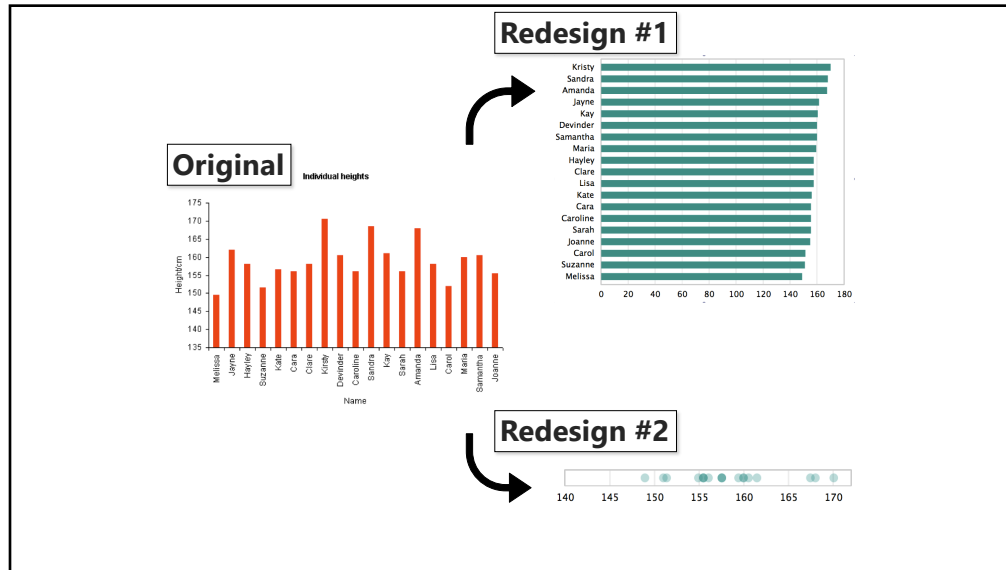 Redesign #1
Kristy
Sandra
Amanda
Jayne
Kay
Devinder
Samantha
Maria
Hayley
Clare
Lisa
Kate
Cara
Caroline
Sarah
Joanne
Carol
Suzanne
Melissa
0 20 40 60 80 100 120 140 160 180
Original
Individual heights
Height/cm
175
170
165
160
155
150
145
140
135
Melissa
Jayne
Hayley
Suzanne
Kate
Cara
Clare
Kirsty
Devinder
Caroline
Sandra
Kay
Sarah
Amanda
Lisa
Carol
Maria
Samantha
Joanne
Name
Redesign #2
140 145 150 155 160 165 170